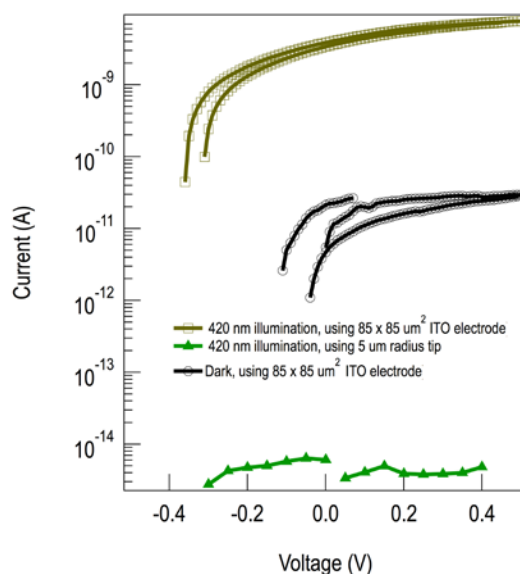 10^-9
10^-10
10^-11
10^-12
10^-13
10^-14
Current (A)
420 nm illumination, using 85 x 85 um^2 ITO electrode
420 nm illumination, using 5 um radius tip
Dark, using 85 x 85 um^2 ITO electrode
-0.4 -0.2 0.0 0.2 0.4
Voltage (V)